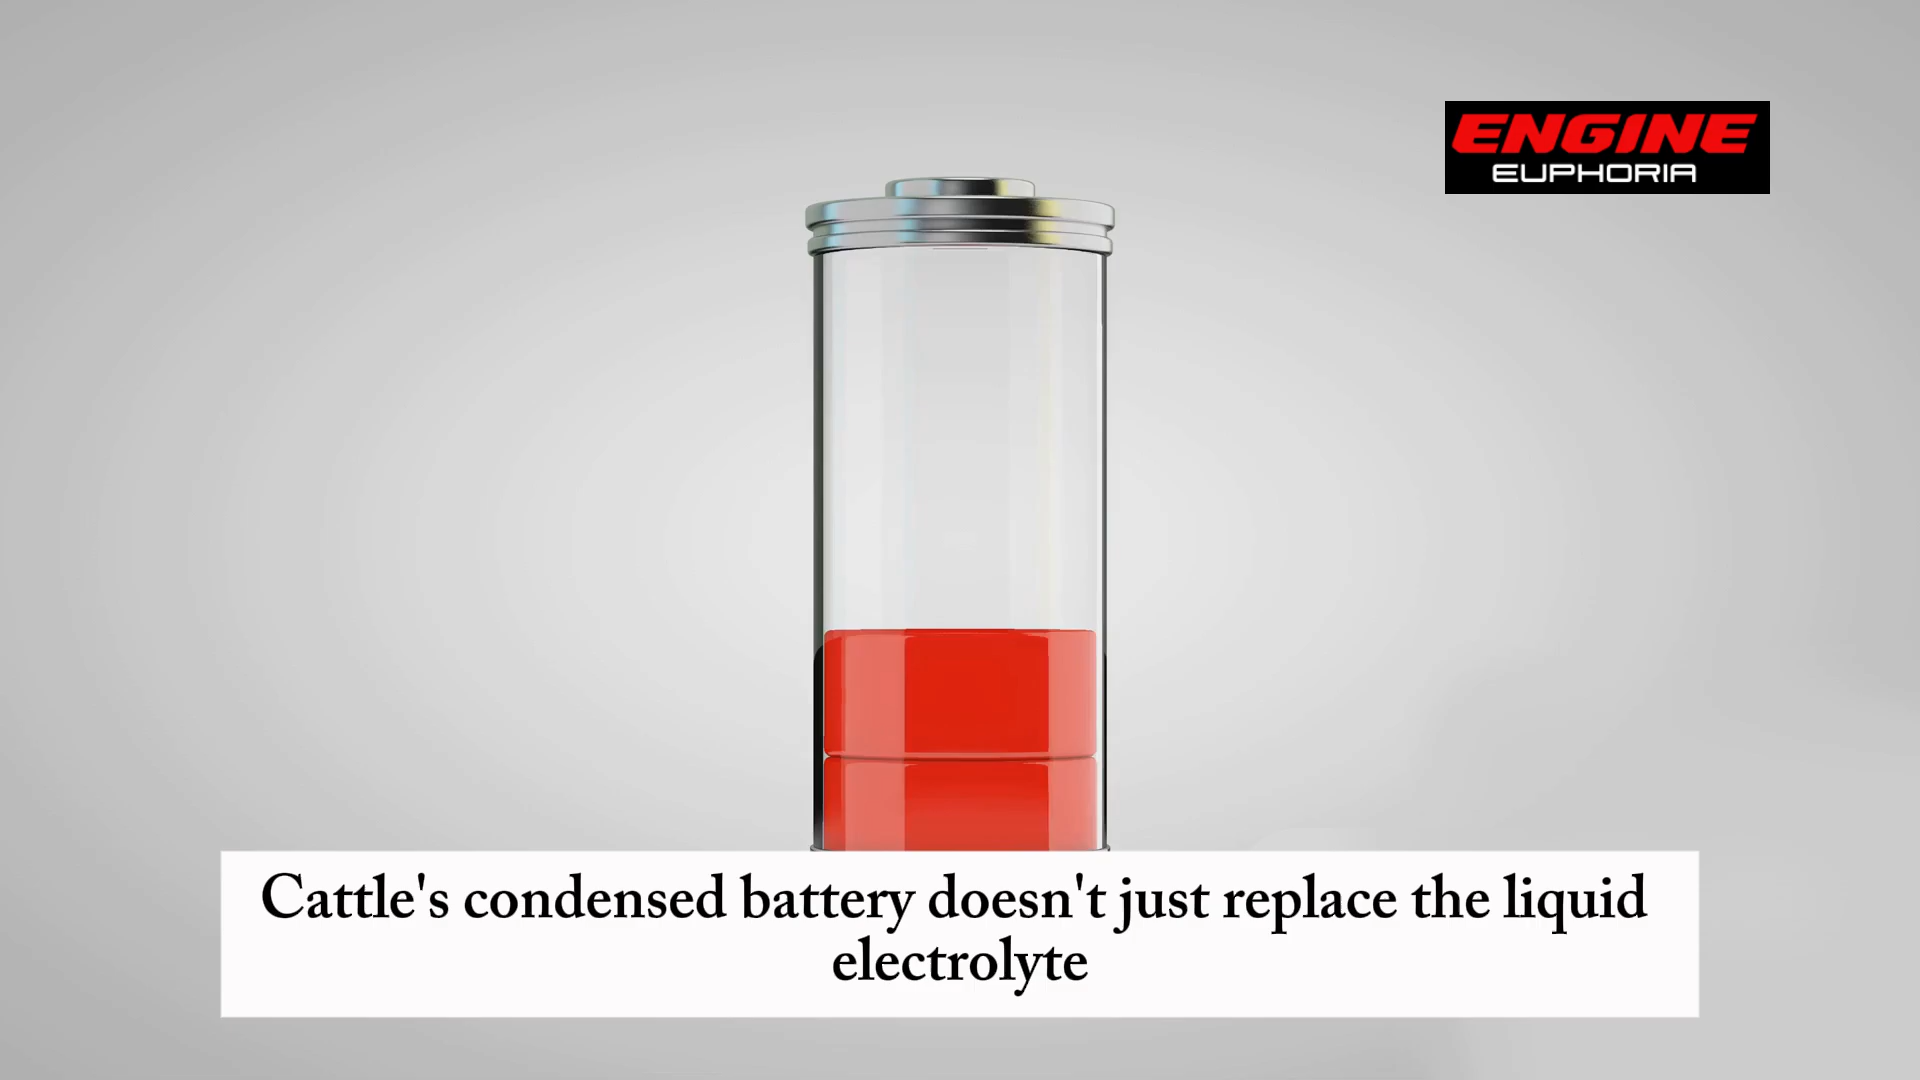 ENGINE
EUPHORIA
Cattle's condensed battery doesn't just replace the liquid
electrolyte